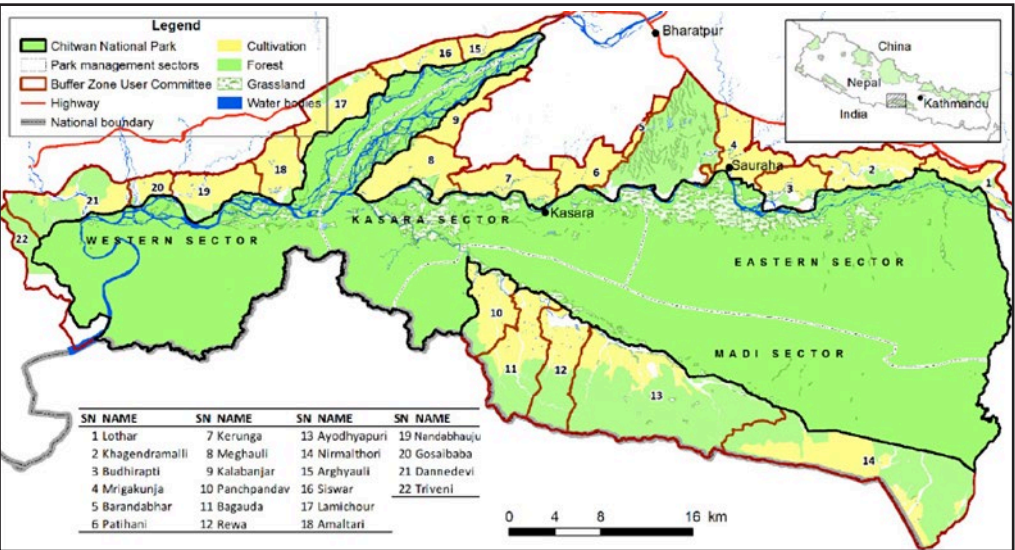 Legend
Chitwan National Park
Park management sectors
Buffer Zone User Committee
Highway
National boundary
Cultivation
Forest
Grassland
Water bodies
Bharatpur
China
Nepal
Kathmandu
India
16
15
17
9
5
4
8
18
7
6
Sauraha
3
2
1
20
19
21
22
Kasara
KASARA SECTOR
WESTERN SECTOR
EASTERN SECTOR
MADI SECTOR
10
11
12
13
14
SN NAME SN NAME SN NAME SN NAME
1 Lothar 7 Kerunga 13 Ayodhyapuri 19 Nandabhauju
2 Khagendramalli 8 Meghauli 14 Nirmalthori 20 Gosaibaba
3 Budhirapti 9 Kalabanjar 15 Arghyauli 21 Dannedevi
4 Mrigakunja 10 Panchpandav 16 Siswar 22 Triveni
5 Barandabhar 11 Bagauda 17 Lamichour
6 Patihani 12 Rewa 18 Amaltari
0 4 8 16 km